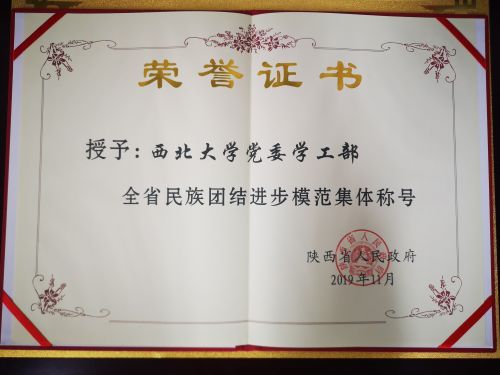 荣誉证书
授予：西北大学党委学工部
全省民族团结进步模范集体称号
陕西省人民政府
2019年11月